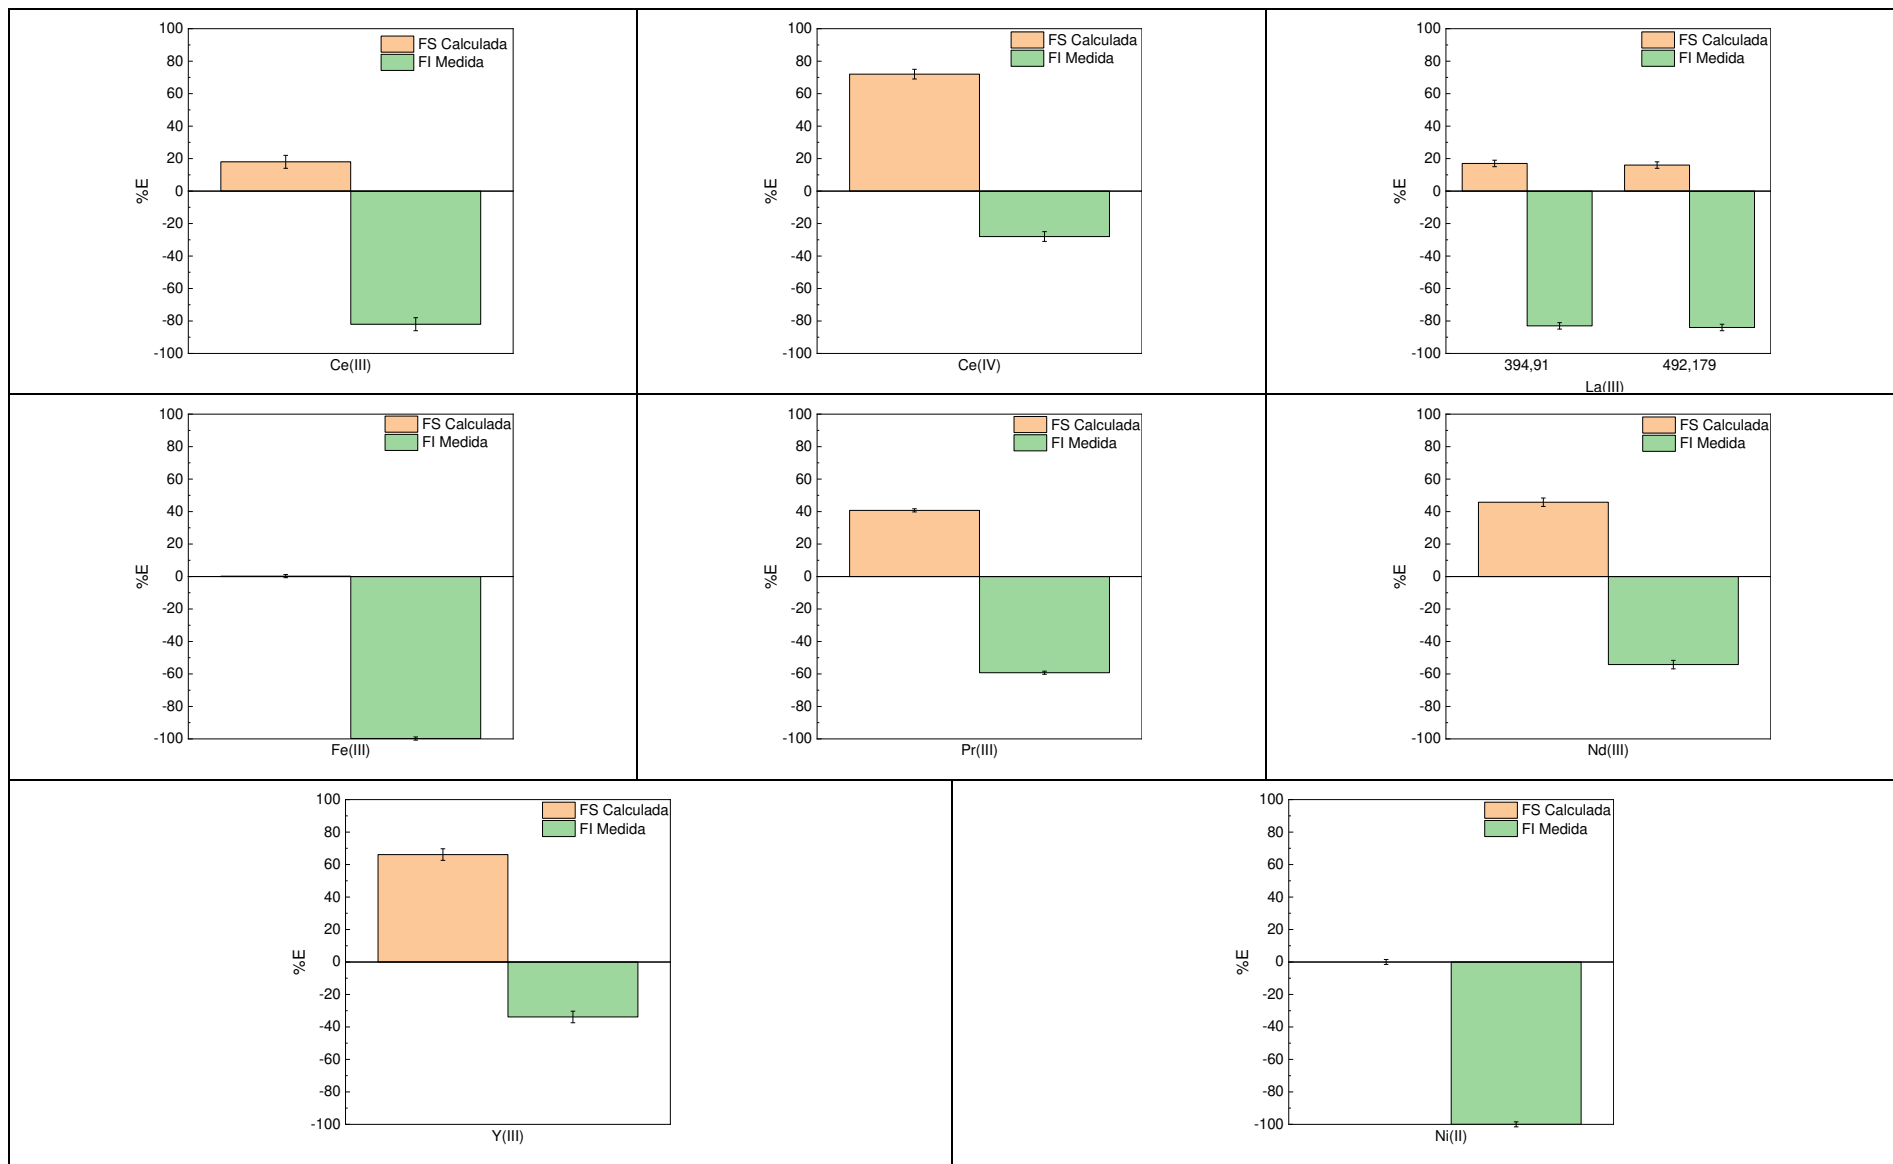 100
80
60
40
20
0
-20
-40
-60
-80
-100
%E
FS Calculada
FI Medida
Ce(III)
100
80
60
40
20
0
-20
-40
-60
-80
-100
%E
FS Calculada
FI Medida
Ce(IV)
100
80
60
40
20
0
-20
-40
-60
-80
-100
%E
FS Calculada
FI Medida
394,91 492,179
La(III)
100
80
60
40
20
0
-20
-40
-60
-80
-100
%E
FS Calculada
FI Medida
Fe(III)
100
80
60
40
20
0
-20
-40
-60
-80
-100
%E
FS Calculada
FI Medida
Pr(III)
100
80
60
40
20
0
-20
-40
-60
-80
-100
%E
FS Calculada
FI Medida
Nd(III)
100
80
60
40
20
0
-20
-40
-60
-80
-100
%E
FS Calculada
FI Medida
Y(III)
100
80
60
40
20
0
-20
-40
-60
-80
-100
%E
FS Calculada
FI Medida
Ni(II)